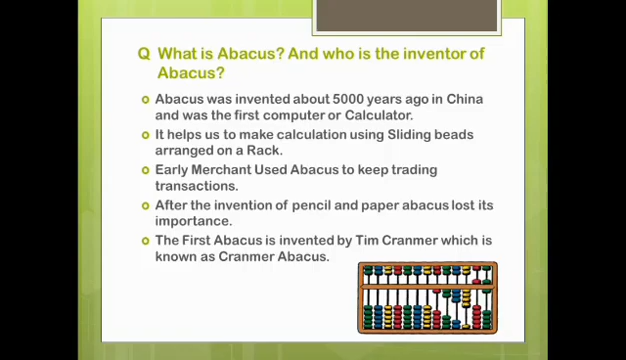 Q What is Abacus? And who is the inventor of
Abacus?
Abacus was invented about 5000 years ago in China
and was the first computer or Calculator.
It helps us to make calculation using Sliding beads
arranged on a Rack.
Early Merchant Used Abacus to keep trading
transactions.
After the invention of pencil and paper abacus lost its
importance.
The First Abacus is invented by Tim Cranmer which is
known as Cranmer Abacus.